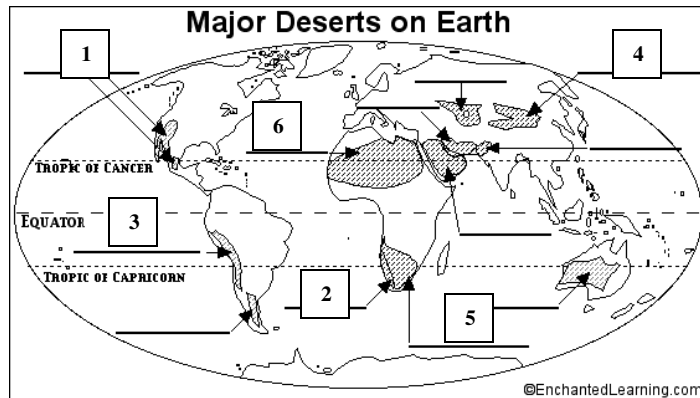 Major Deserts on Earth
1
4
6
TROPIC OF CANCER
EQUATOR
3
TROPIC OF CAPRICORN
2
5
©EnchantedLearning.com